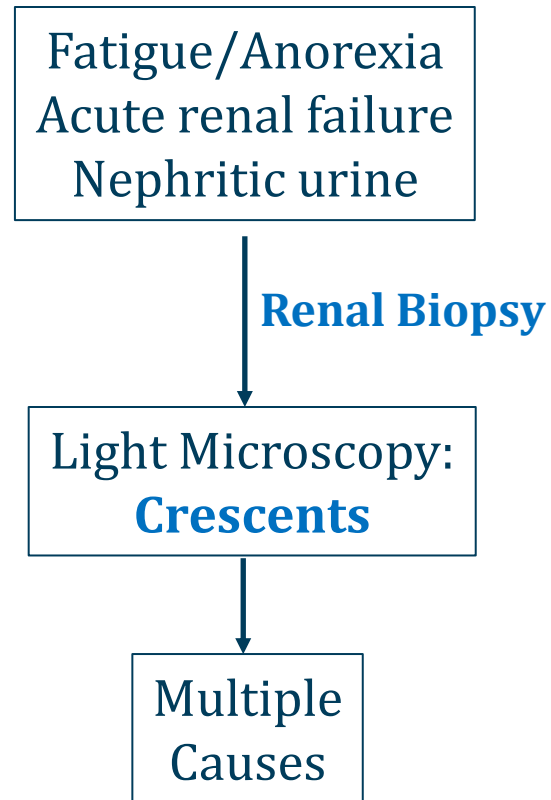 Fatigue/Anorexia
Acute renal failure
Nephritic urine
Renal Biopsy
Light Microscopy:
Crescents
Multiple
Causes